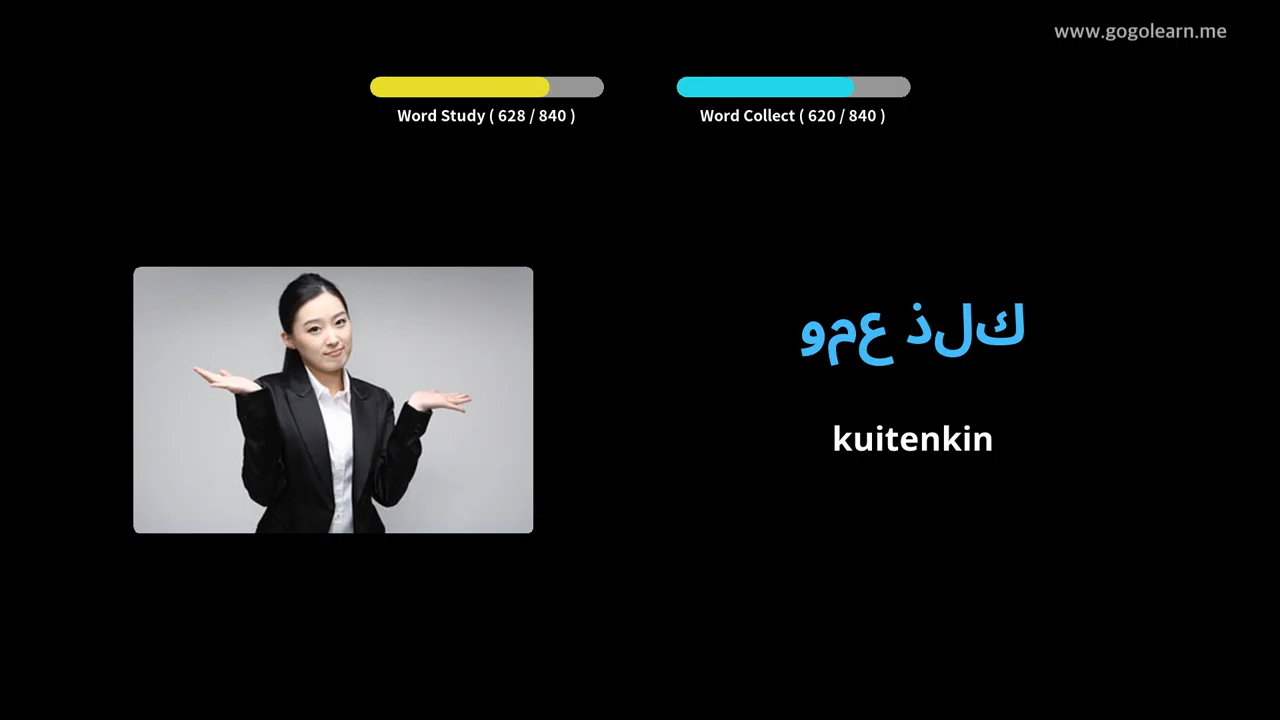 www.gogolearn.me
Word Study ( 628 / 840 )
Word Collect ( 620 / 840 )
ومع ذلك
kuitenkin